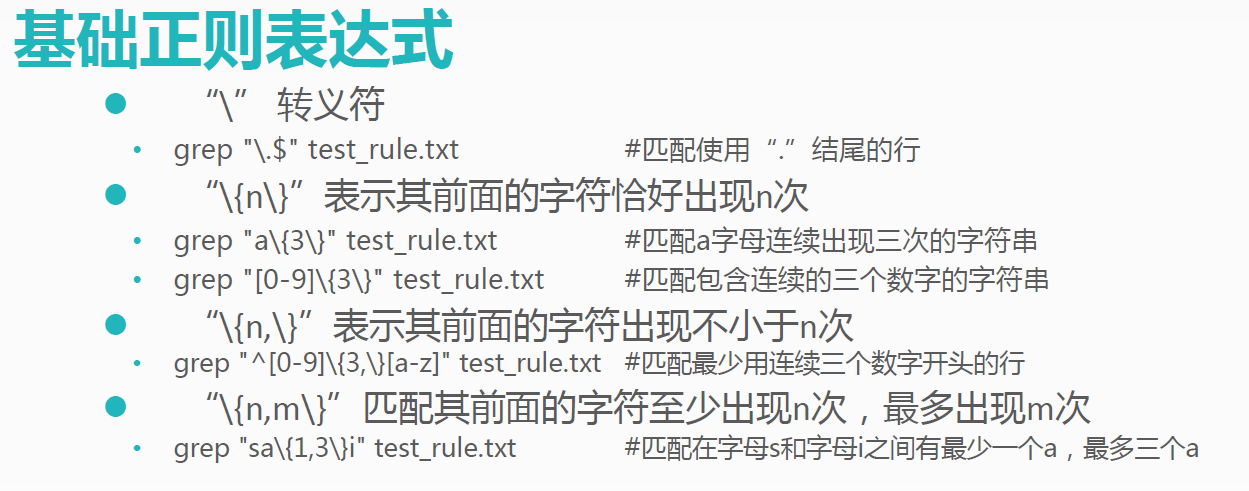 基础正则表达式
“\” 转义符
grep "\.$" test_rule.txt #匹配使用“.”结尾的行
“\{n\}”表示其前面的字符恰好出现n次
grep "a\{3\}" test_rule.txt #匹配a字母连续出现三次的字符串
grep "[0-9]\{3\}" test_rule.txt #匹配包含连续的三个数字的字符串
“\{n,\}”表示其前面的字符出现不小于n次
grep "^[0-9]\{3,\}[a-z]" test_rule.txt #匹配最少用连续三个数字开头的行
“\{n,m\}”匹配其前面的字符至少出现n次，最多出现m次
grep "sa\{1,3\}i" test_rule.txt #匹配在字母s和字母i之间有最少一个a，最多三个a